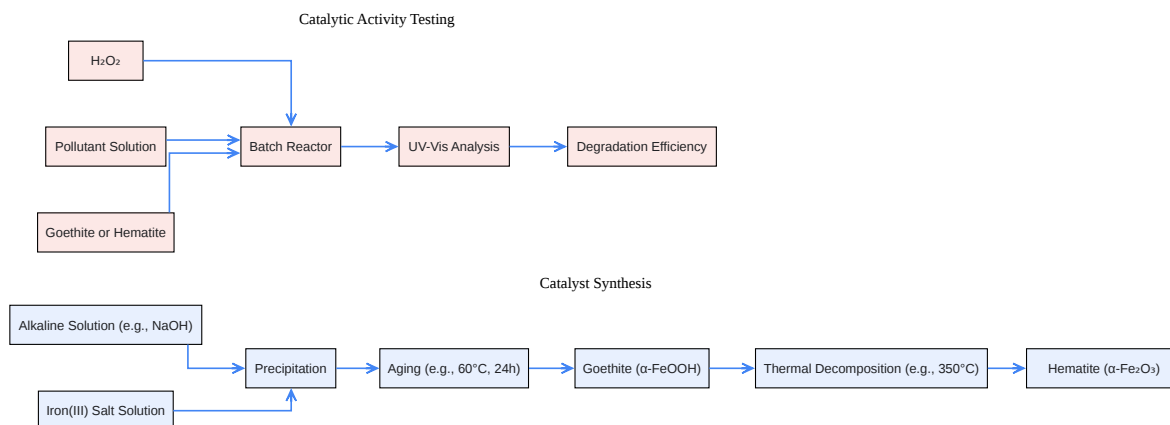 Catalytic Activity Testing
H₂O₂
Pollutant Solution
Batch Reactor
UV-Vis Analysis
Degradation Efficiency
Goethite or Hematite
Catalyst Synthesis
Alkaline Solution (e.g., NaOH)
Precipitation
Aging (e.g., 60°C, 24h)
Goethite (α-FeOOH)
Thermal Decomposition (e.g., 350°C)
Hematite (α-Fe₂O₃)
Iron(III) Salt Solution